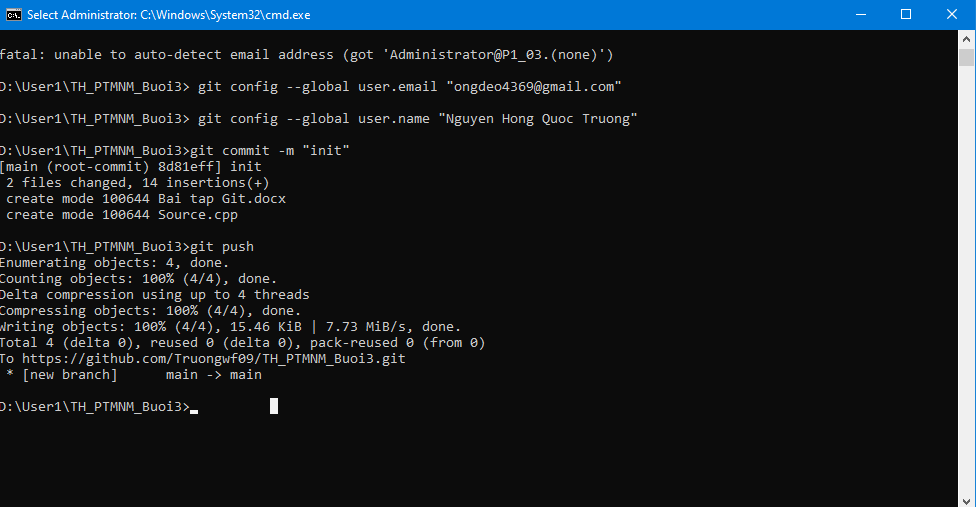 Select Administrator: C:\Windows\System32\cmd.exe
fatal: unable to auto-detect email address (got 'Administrator@P1_03.(none)')
D:\User1\TH_PTMNM_Buoi3> git config --global user.email "ongdeo4369@gmail.com"
D:\User1\TH_PTMNM_Buoi3> git config --global user.name "Nguyen Hong Quoc Truong"
D:\User1\TH_PTMNM_Buoi3>git commit -m "init"
[main (root-commit) 8d81eff] init
2 files changed, 14 insertions(+)
create mode 100644 Bai tap Git.docx
create mode 100644 Source.cpp
D:\User1\TH_PTMNM_Buoi3>git push
Enumerating objects: 4, done.
Counting objects: 100% (4/4), done.
Delta compression using up to 4 threads
Compressing objects: 100% (4/4), done.
Writing objects: 100% (4/4), 15.46 KiB | 7.73 MiB/s, done.
Total 4 (delta 0), reused 0 (delta 0), pack-reused 0 (from 0)
To https://github.com/Truongwf09/TH_PTMNM_Buoi3.git
* [new branch]      main -> main
D:\User1\TH_PTMNM_Buoi3>